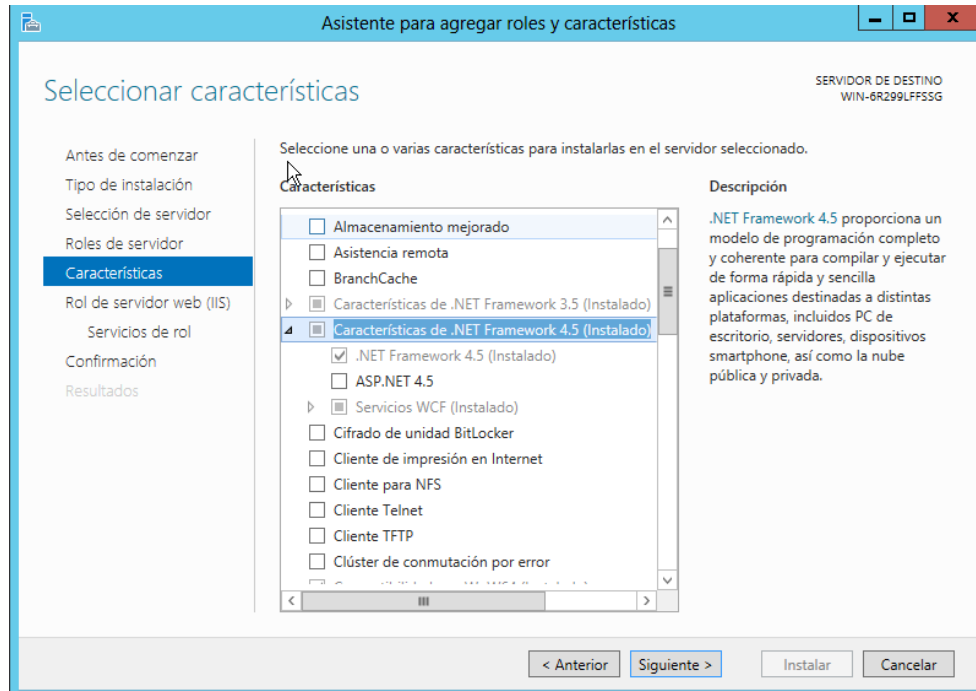 Asistente para agregar roles y características
Seleccionar características
SERVIDOR DE DESTINO
WIN-6R299LFFSSG
Antes de comenzar
Tipo de instalación
Selección de servidor
Roles de servidor
Características
Rol de servidor web (IIS)
Servicios de rol
Confirmación
Resultados
Seleccione una o varias características para instalarlas en el servidor seleccionado.
Características
Almacenamiento mejorado
Asistencia remota
BranchCache
Características de .NET Framework 3.5 (Instalado)
Características de .NET Framework 4.5 (Instalado)
.NET Framework 4.5 (Instalado)
ASP.NET 4.5
Servicios WCF (Instalado)
Cifrado de unidad BitLocker
Cliente de impresión en Internet
Cliente para NFS
Cliente Telnet
Cliente TFTP
Clúster de conmutación por error
Descripción
.NET Framework 4.5 proporciona un
modelo de programación completo
y coherente para compilar y ejecutar
de forma rápida y sencilla
aplicaciones destinadas a distintas
plataformas, incluidos PC de
escritorio, servidores, dispositivos
smartphone, así como la nube
pública y privada.
< Anterior
Siguiente >
Instalar
Cancelar